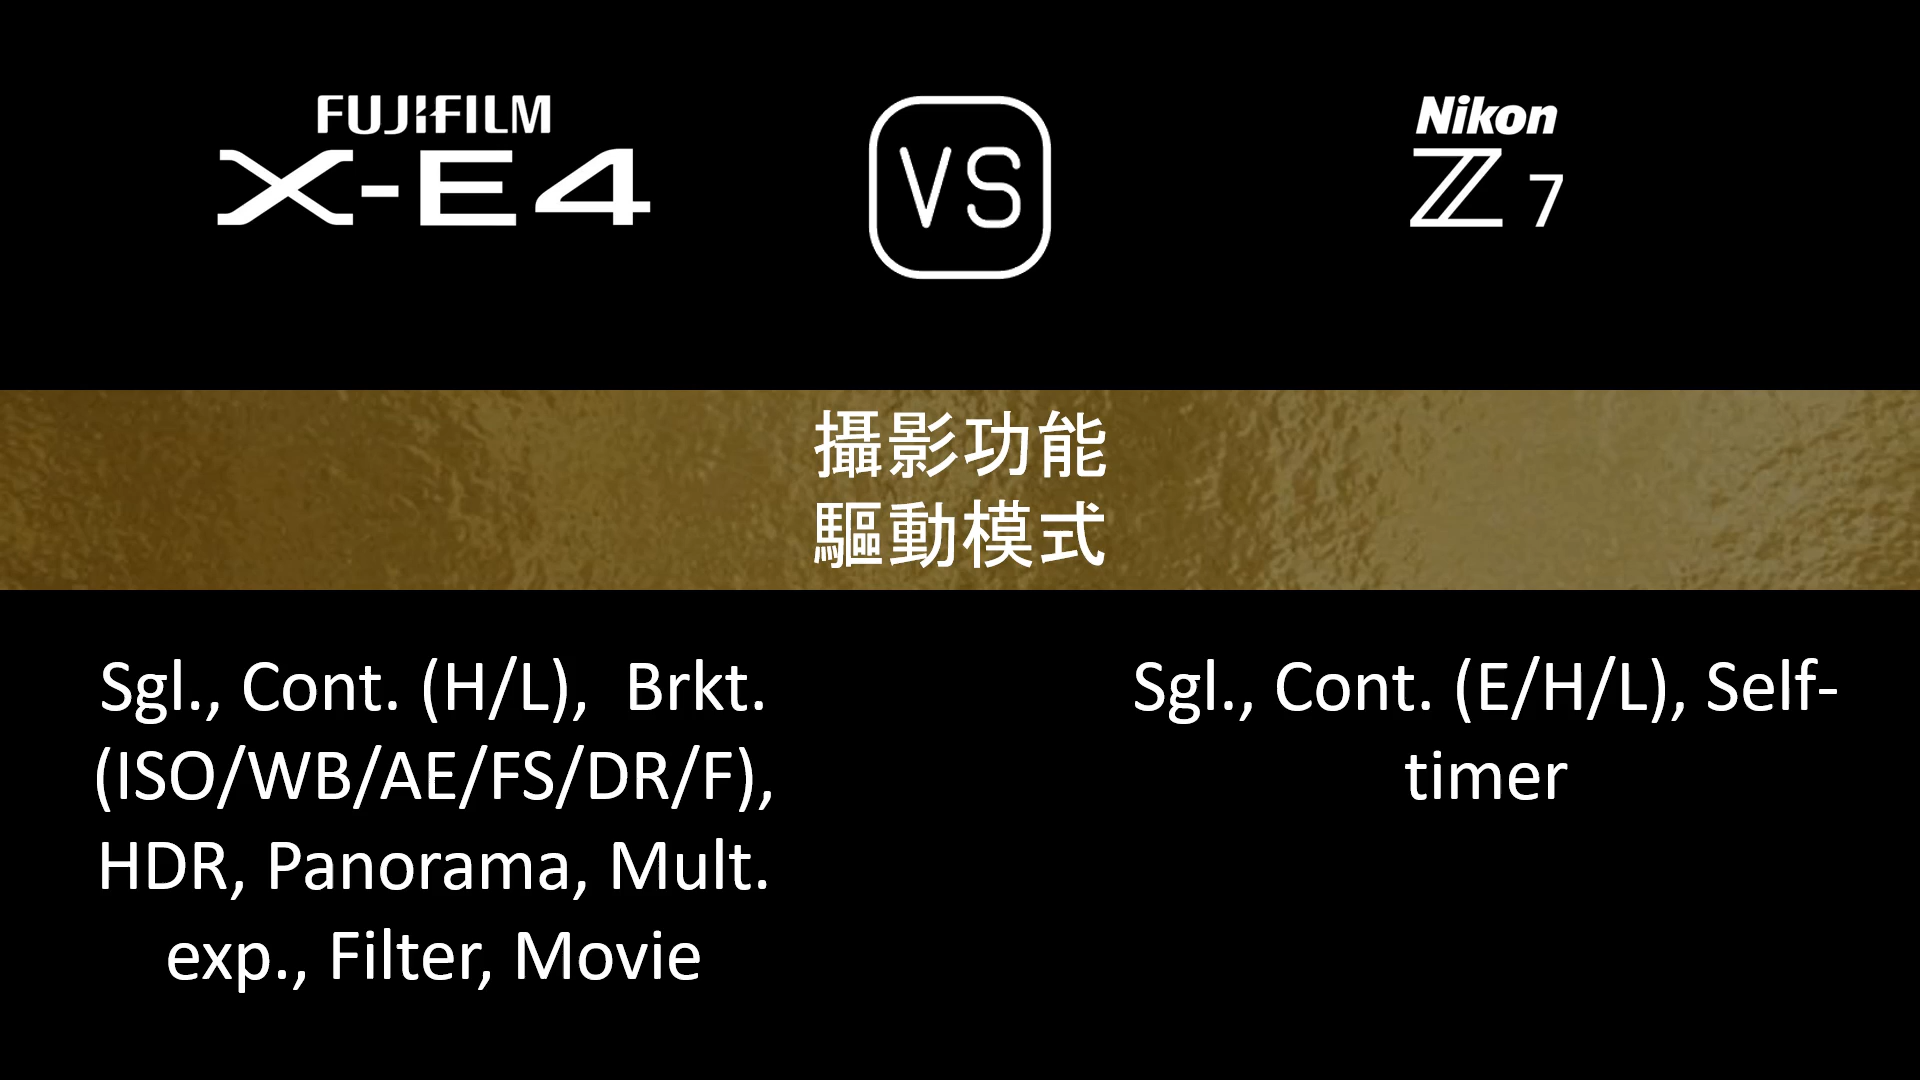 FUJIFILM
X-E4
VS
Nikon
Z 7
攝影功能
驅動模式
Sgl., Cont. (H/L),  Brkt.
(ISO/WB/AE/FS/DR/F),
HDR, Panorama, Mult.
exp., Filter, Movie
Sgl., Cont. (E/H/L), Self-
timer